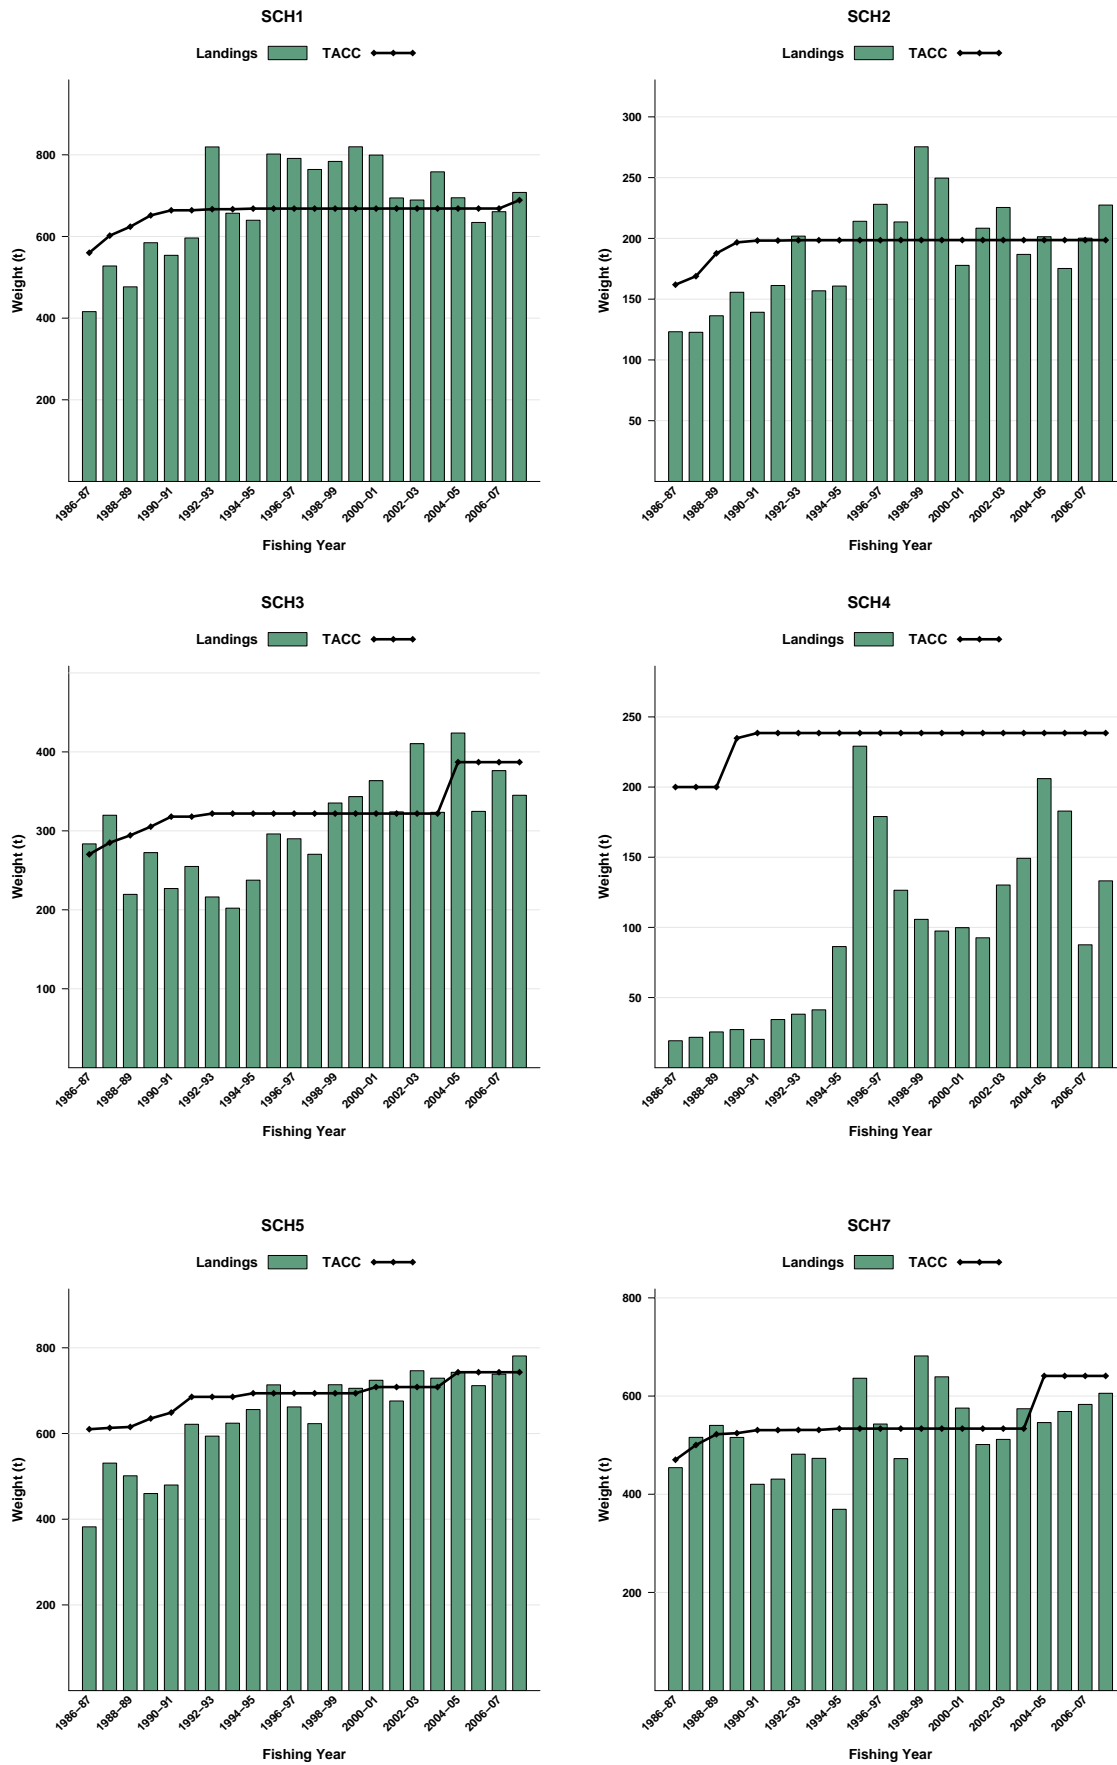 SCH1
Landings TACC
Weight (t)
800
600
400
200
1986–87 1988–89 1990–91 1992–93 1994–95 1996–97 1998–99 2000–01 2002–03 2004–05 2006–07
Fishing Year
SCH2
Landings TACC
Weight (t)
300
250
200
150
100
50
1986–87 1988–89 1990–91 1992–93 1994–95 1996–97 1998–99 2000–01 2002–03 2004–05 2006–07
Fishing Year
SCH3
Landings TACC
Weight (t)
400
300
200
100
1986–87 1988–89 1990–91 1992–93 1994–95 1996–97 1998–99 2000–01 2002–03 2004–05 2006–07
Fishing Year
SCH4
Landings TACC
Weight (t)
250
200
150
100
50
1986–87 1988–89 1990–91 1992–93 1994–95 1996–97 1998–99 2000–01 2002–03 2004–05 2006–07
Fishing Year
SCH5
Landings TACC
Weight (t)
800
600
400
200
1986–87 1988–89 1990–91 1992–93 1994–95 1996–97 1998–99 2000–01 2002–03 2004–05 2006–07
Fishing Year
SCH7
Landings TACC
Weight (t)
800
600
400
200
1986–87 1988–89 1990–91 1992–93 1994–95 1996–97 1998–99 2000–01 2002–03 2004–05 2006–07
Fishing Year